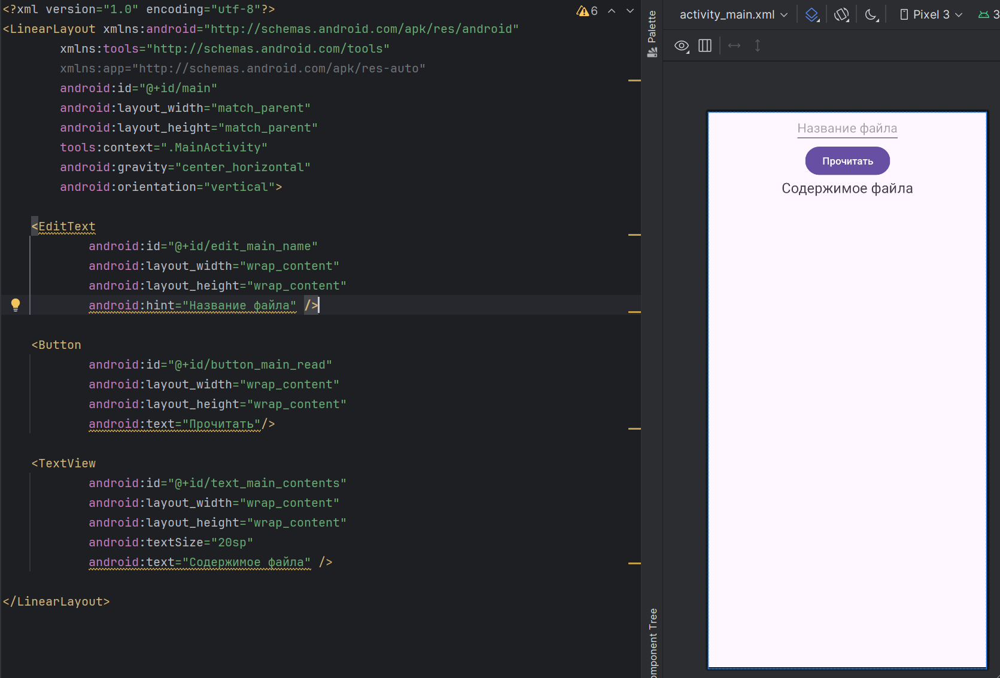 <?xml version="1.0" encoding="utf-8"?>
<LinearLayout xmlns:android="http://schemas.android.com/apk/res/android"
xmlns:tools="http://schemas.android.com/tools"
xmlns:app="http://schemas.android.com/apk/res-auto"
android:id="@+id/main"
android:layout_width="match_parent"
android:layout_height="match_parent"
tools:context=".MainActivity"
android:gravity="center_horizontal"
android:orientation="vertical">
<EditText
android:id="@+id/edit_main_name"
android:layout_width="wrap_content"
android:layout_height="wrap_content"
android:hint="Название файла" />
<Button
android:id="@+id/button_main_read"
android:layout_width="wrap_content"
android:layout_height="wrap_content"
android:text="Прочитать"/>
<TextView
android:id="@+id/text_main_contents"
android:layout_width="wrap_content"
android:layout_height="wrap_content"
android:textSize="20sp"
android:text="Содержимое файла" />
</LinearLayout>
6
Palette
mponent Tree
activity_main.xml
Pixel 3
3
Название файла
Прочитать
Содержимое файла